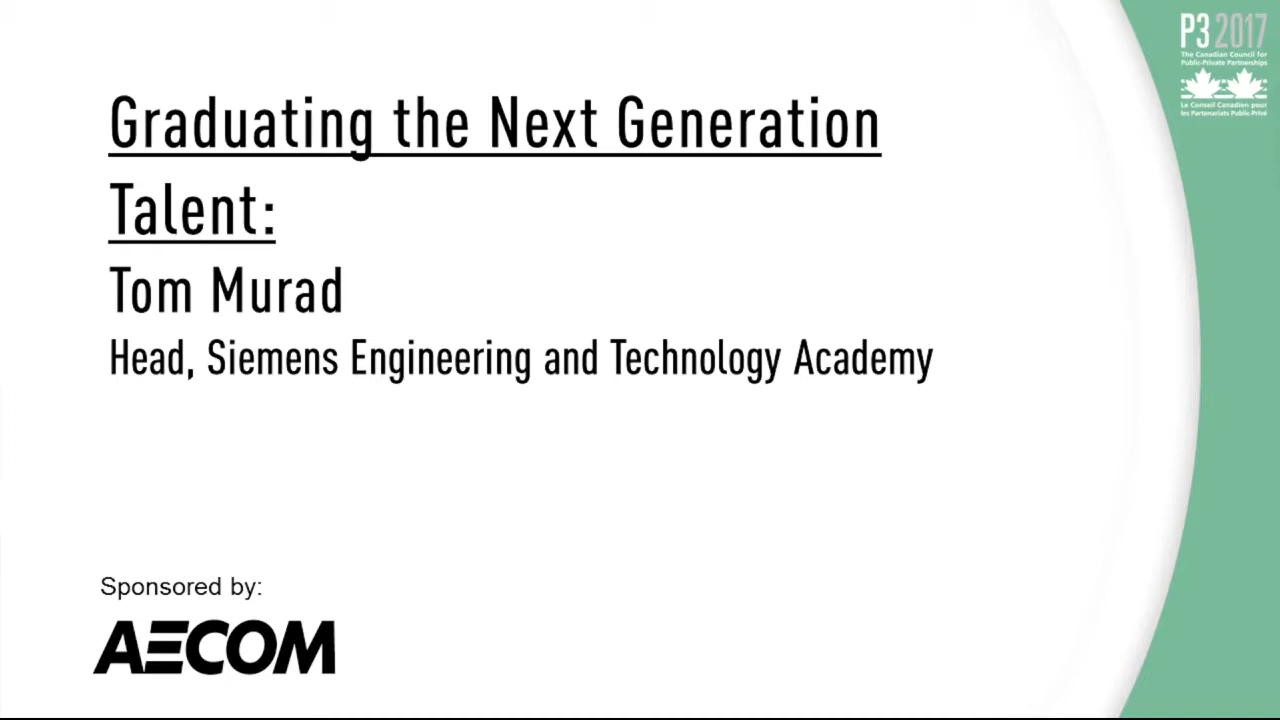 P3 2017
The Canadian Council for
Public-Private Partnerships
Le Conseil Canadien pour
les Partenariats Public-Privé
Graduating the Next Generation
Talent:
Tom Murad
Head, Siemens Engineering and Technology Academy
Sponsored by:
AECOM